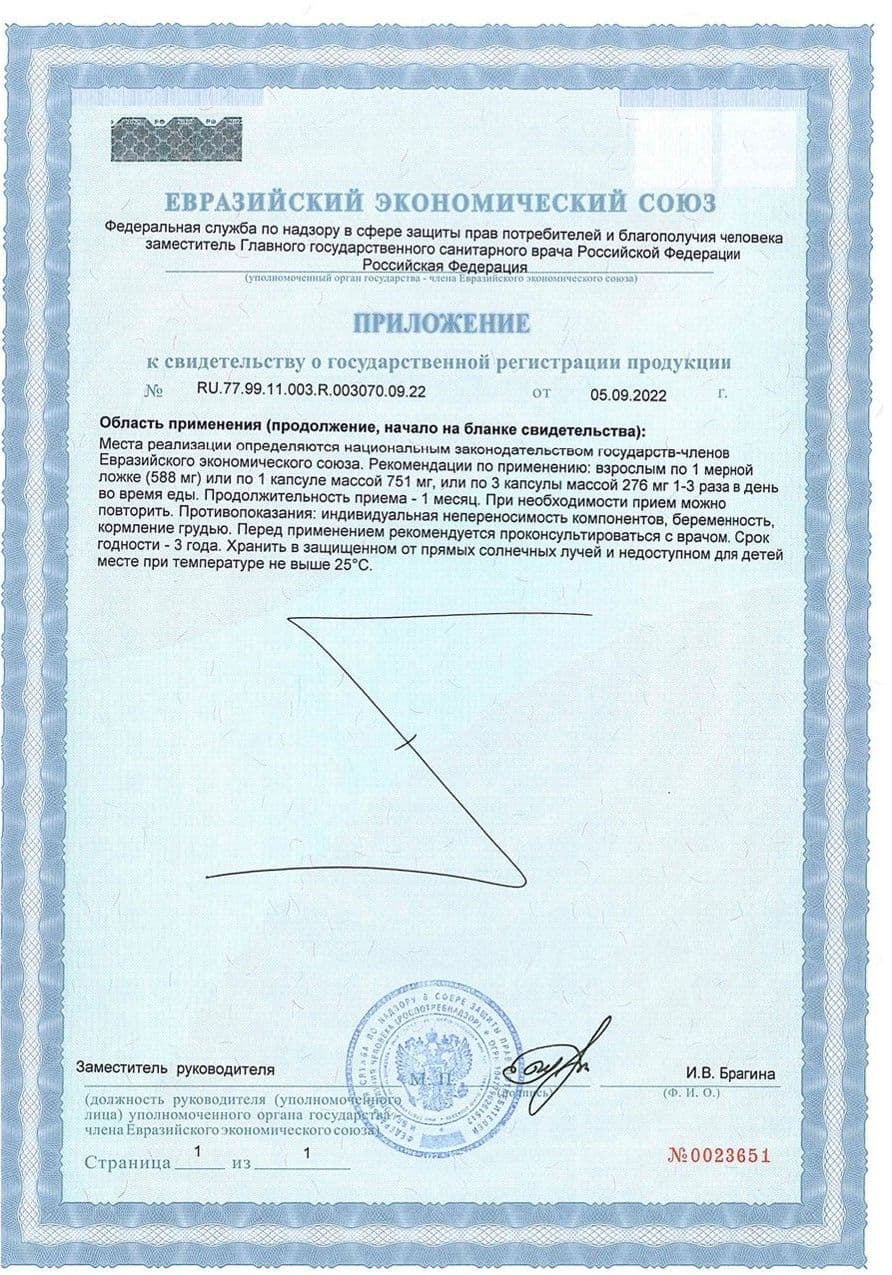 ЕВРАЗИЙСКИЙ ЭКОНОМИЧЕСКИЙ СОЮЗ
Федеральная служба по надзору в сфере защиты прав потребителей и благополучия человека
заместитель Главного государственного санитарного врача Российской Федерации
Российская Федерация
(уполномоченный орган государства - члена Евразийского экономического союза)
ПРИЛОЖЕНИЕ
к свидетельству о государственной регистрации продукции
№ RU.77.99.11.003.R.003070.09.22 от 05.09.2022 г.
Область применения (продолжение, начало на бланке свидетельства):
Места реализации определяются национальным законодательством государств-членов
Евразийского экономического союза. Рекомендации по применению: взрослым по 1 мерной
ложке (588 мг) или по 1 капсуле массой 751 мг, или по 3 капсулы массой 276 мг 1-3 раза в день
во время еды. Продолжительность приема - 1 месяц. При необходимости прием можно
повторить. Противопоказания: индивидуальная непереносимость компонентов, беременность,
кормление грудью. Перед применением рекомендуется проконсультироваться с врачом. Срок
годности - 3 года. Хранить в защищенном от прямых солнечных лучей и недоступном для детей
месте при температуре не выше 25°С.
Заместитель руководителя
И.В. Брагина
М. П.
(подпись)
(Ф. И. О.)
(должность руководителя (уполномоченного
лица) уполномоченного органа государства-
члена Евразийского экономического союза)
Страница 1 из 1
№0023651